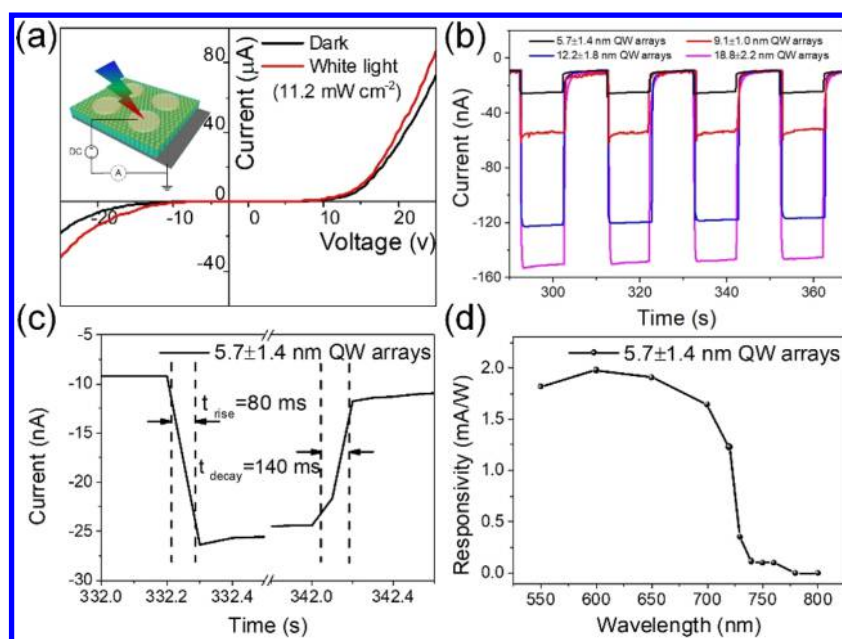 (a)
80
40
0
-40
Current (μA)
Dark
White light
(11.2 mW cm⁻²)
DC
A
-20
-10
0
10
20
Voltage (v)
(b)
5.7±1.4 nm QW arrays
9.1±1.0 nm QW arrays
12.2±1.8 nm QW arrays
18.8±2.2 nm QW arrays
0
-40
-80
-120
-160
Current (nA)
300
320
340
360
Time (s)
(c)
5.7±1.4 nm QW arrays
t rise =80 ms
t decay =140 ms
-5
-10
-15
-20
-25
-30
Current (nA)
332.0
332.2
332.4
342.0
342.4
Time (s)
(d)
5.7±1.4 nm QW arrays
2.0
1.5
1.0
0.5
0.0
Responsivity (mA/W)
550
600
650
700
750
800
Wavelength (nm)